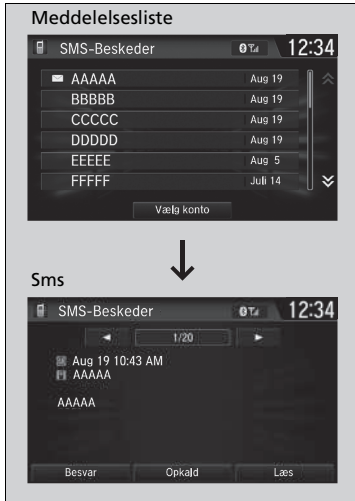 Meddelelsesliste
SMS-Beskeder 12:34
AAAAA Aug 19
BBBBB Aug 19
CCCCC Aug 19
DDDDD Aug 19
EEEEE Aug 5
FFFFF Juli 14
Vælg konto
Sms
SMS-Beskeder 12:34
1/20
Aug 19 10:43 AM
AAAAA
AAAAA
Besvar Opkald Læs